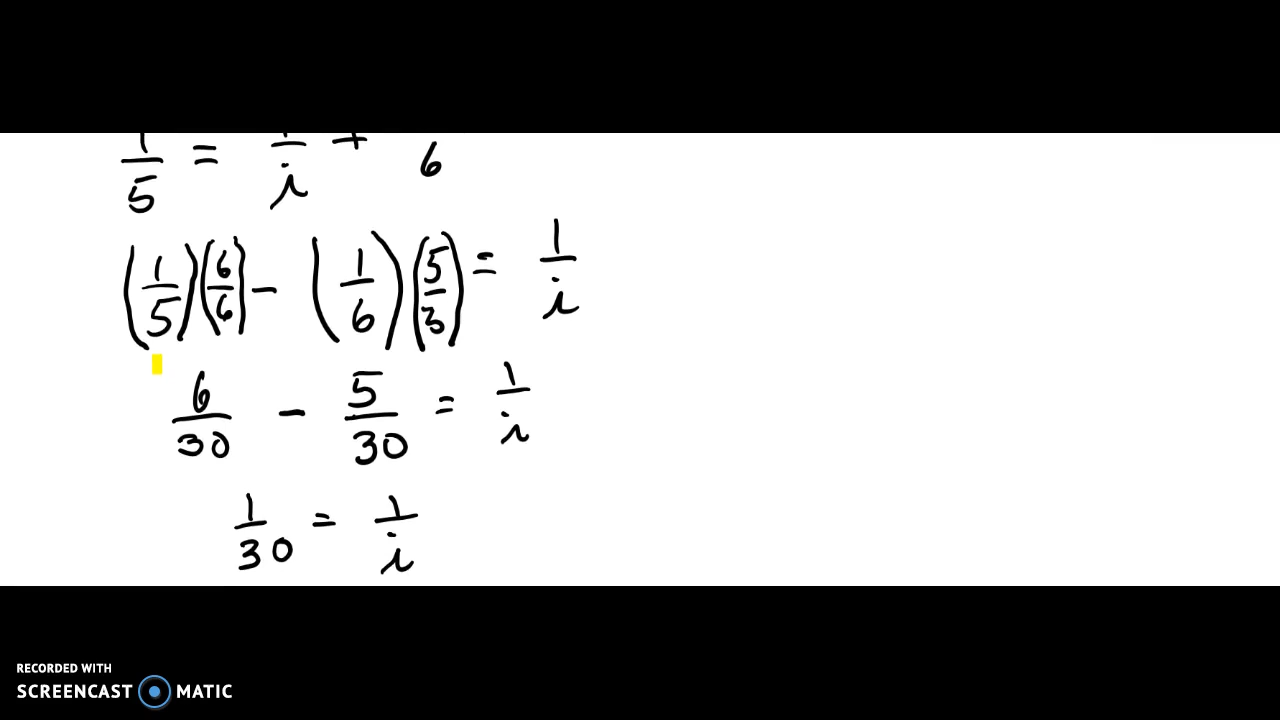 1/5 = 1/i + 6
(1/5)(6/6) - (1/6)(5/3) = 1/i
6/30 - 5/30 = 1/i
1/30 = 1/i
RECORDED WITH
SCREENCAST MATIC